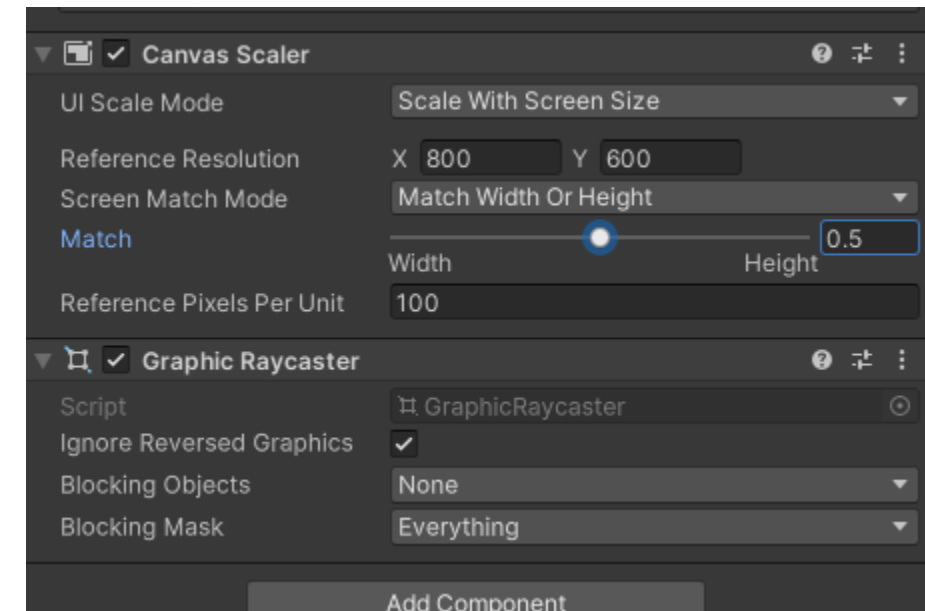 Canvas Scaler
UI Scale Mode Scale With Screen Size
Reference Resolution X 800 Y 600
Screen Match Mode Match Width Or Height
Match 0.5
Width Height
Reference Pixels Per Unit 100
Graphic Raycaster
Script GraphicRaycaster
Ignore Reversed Graphics
Blocking Objects None
Blocking Mask Everything
Add Component